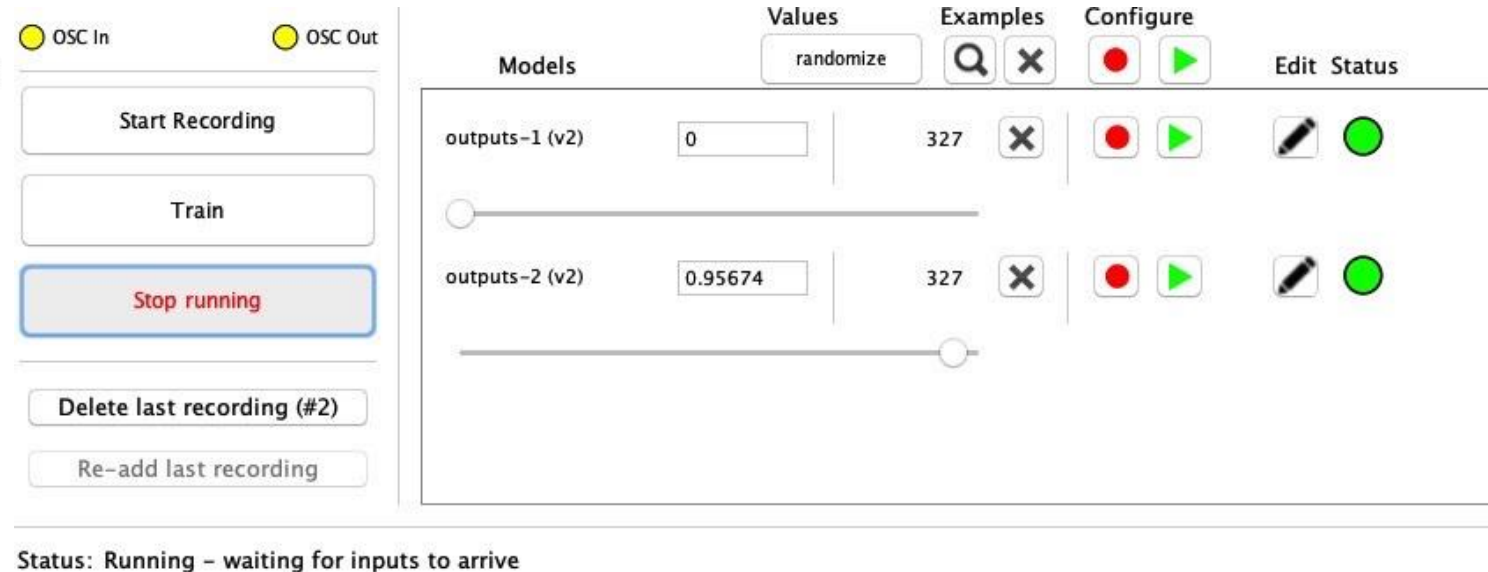 OSC In
OSC Out
Start Recording
Train
Stop running
Delete last recording (#2)
Re-add last recording
Values
Examples
Configure
Models
randomize
Edit
Status
outputs-1 (v2)
0
327
outputs-2 (v2)
0.95674
327
Status: Running – waiting for inputs to arrive